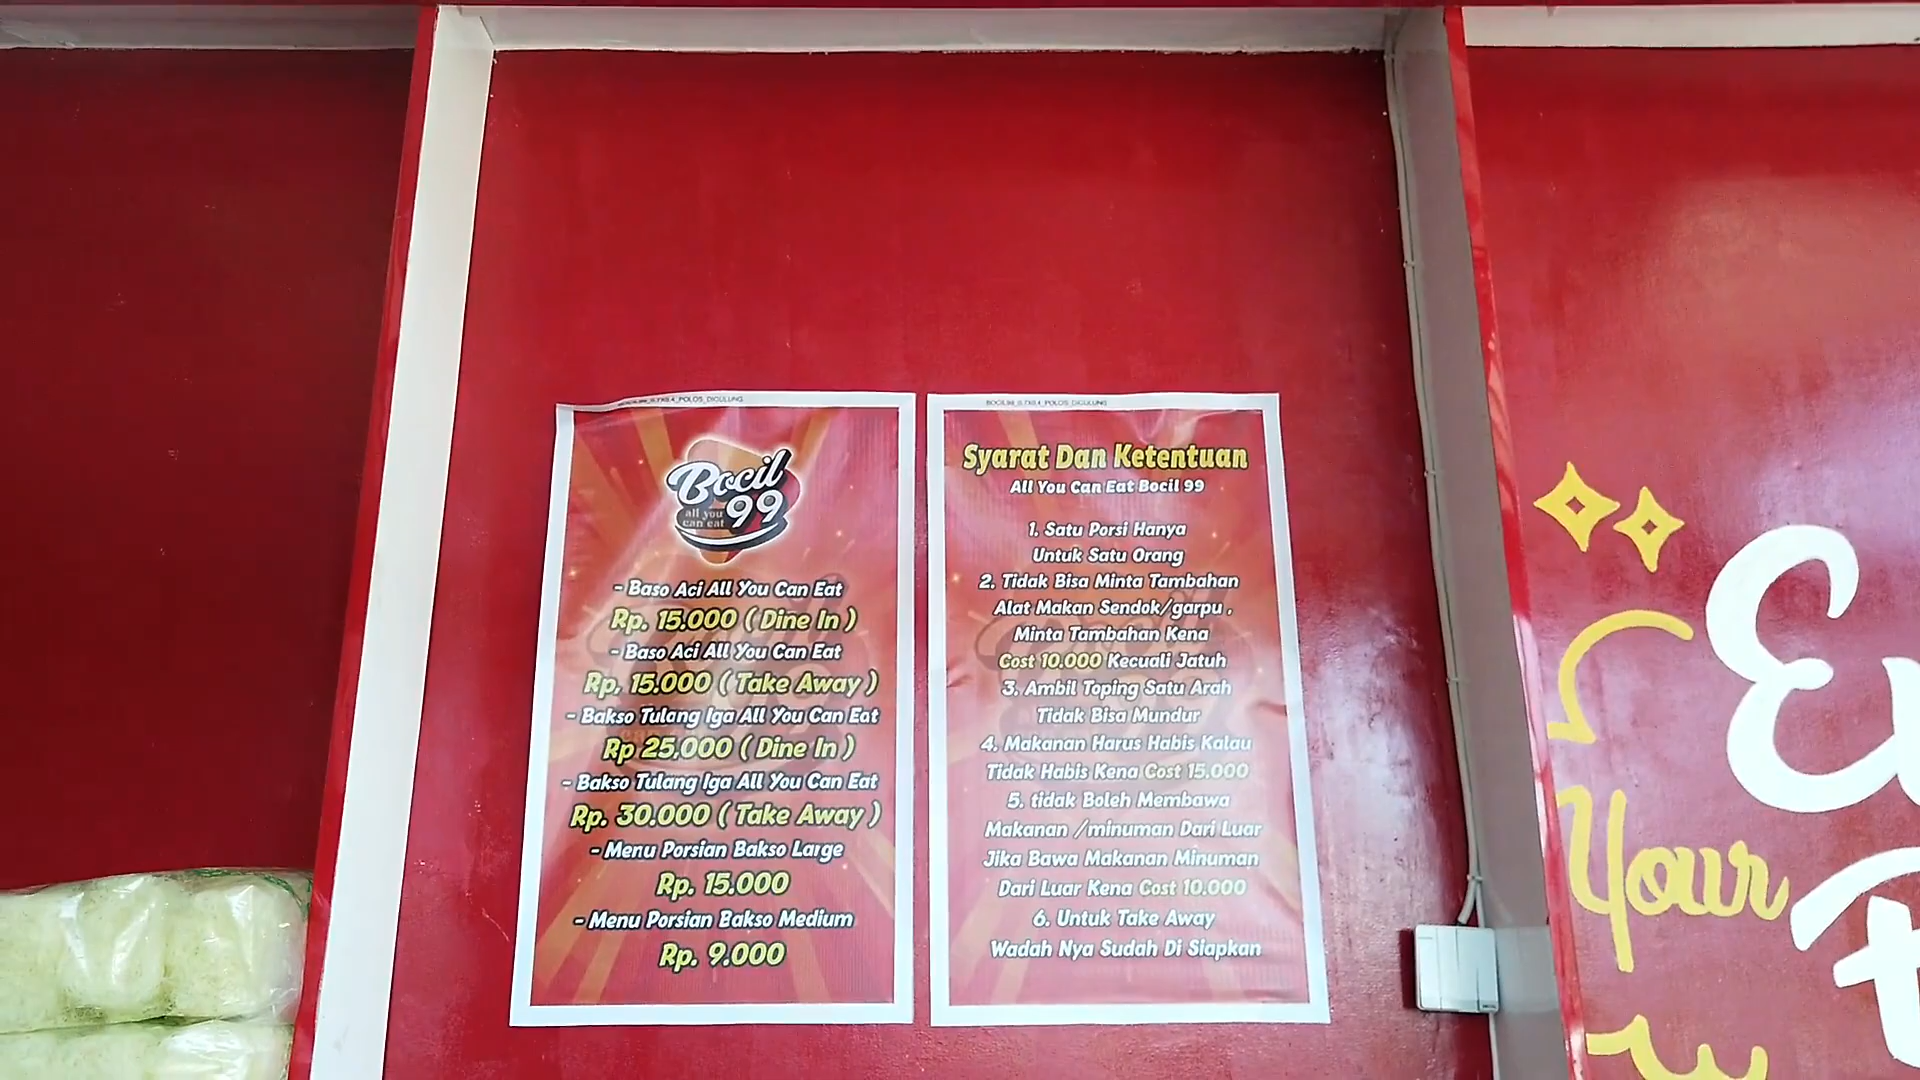 Bocil
all you
can eat 99
- Baso Aci All You Can Eat
Rp. 15.000 ( Dine In )
- Baso Aci All You Can Eat
Rp. 15.000 ( Take Away )
- Bakso Tulang Iga All You Can Eat
Rp 25.000 ( Dine In )
- Bakso Tulang Iga All You Can Eat
Rp. 30.000 ( Take Away )
- Menu Porsian Bakso Large
Rp. 15.000
- Menu Porsian Bakso Medium
Rp. 9.000
BOCIL99_0.7X0.4_POLOS_DIGULUNG
Syarat Dan Ketentuan
All You Can Eat Bocil 99
1. Satu Porsi Hanya
Untuk Satu Orang
2. Tidak Bisa Minta Tambahan
Alat Makan Sendok/garpu ,
Minta Tambahan Kena
Cost 10.000 Kecuali Jatuh
3. Ambil Toping Satu Arah
Tidak Bisa Mundur
4. Makanan Harus Habis Kalau
Tidak Habis Kena Cost 15.000
5. tidak Boleh Membawa
Makanan /minuman Dari Luar
Jika Bawa Makanan Minuman
Dari Luar Kena Cost 10.000
6. Untuk Take Away
Wadah Nya Sudah Di Siapkan
Your